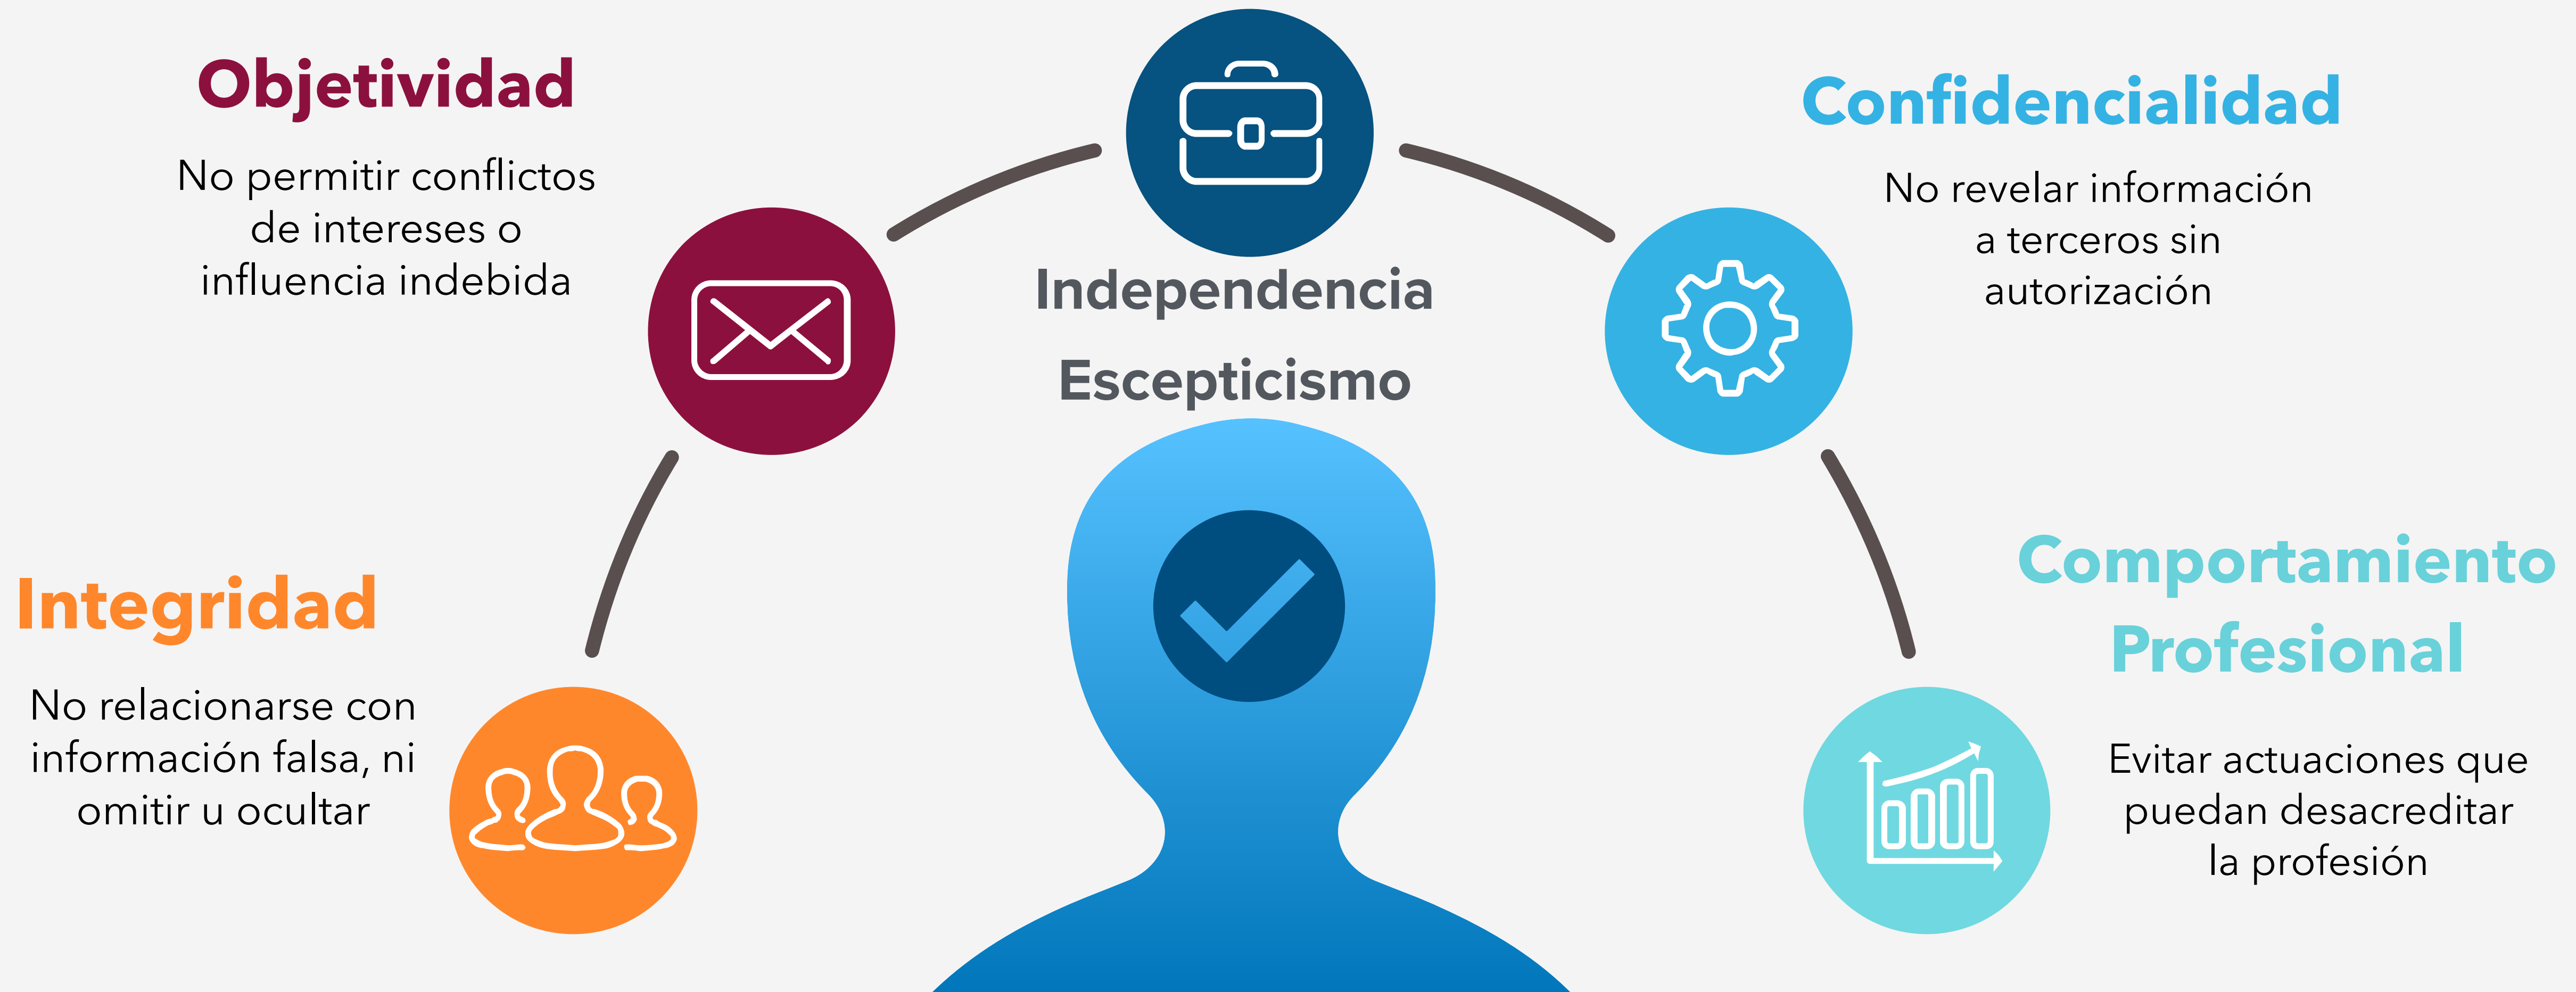 Objetividad
No permitir conflictos
de intereses o
influencia indebida
Integridad
No relacionarse con
información falsa, ni
omitir u ocultar
Independencia
Escepticismo
Confidencialidad
No revelar información
a terceros sin
autorización
Comportamiento
Profesional
Evitar actuaciones que
puedan desacreditar
la profesión